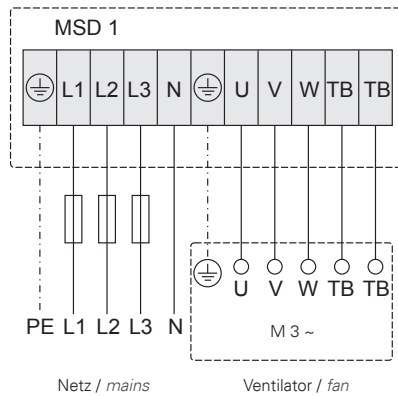 MSD 1
L1 L2 L3 N U V W TB TB
U V W TB TB
PE L1 L2 L3 N
M 3 ~
Netz / mains Ventilator / fan